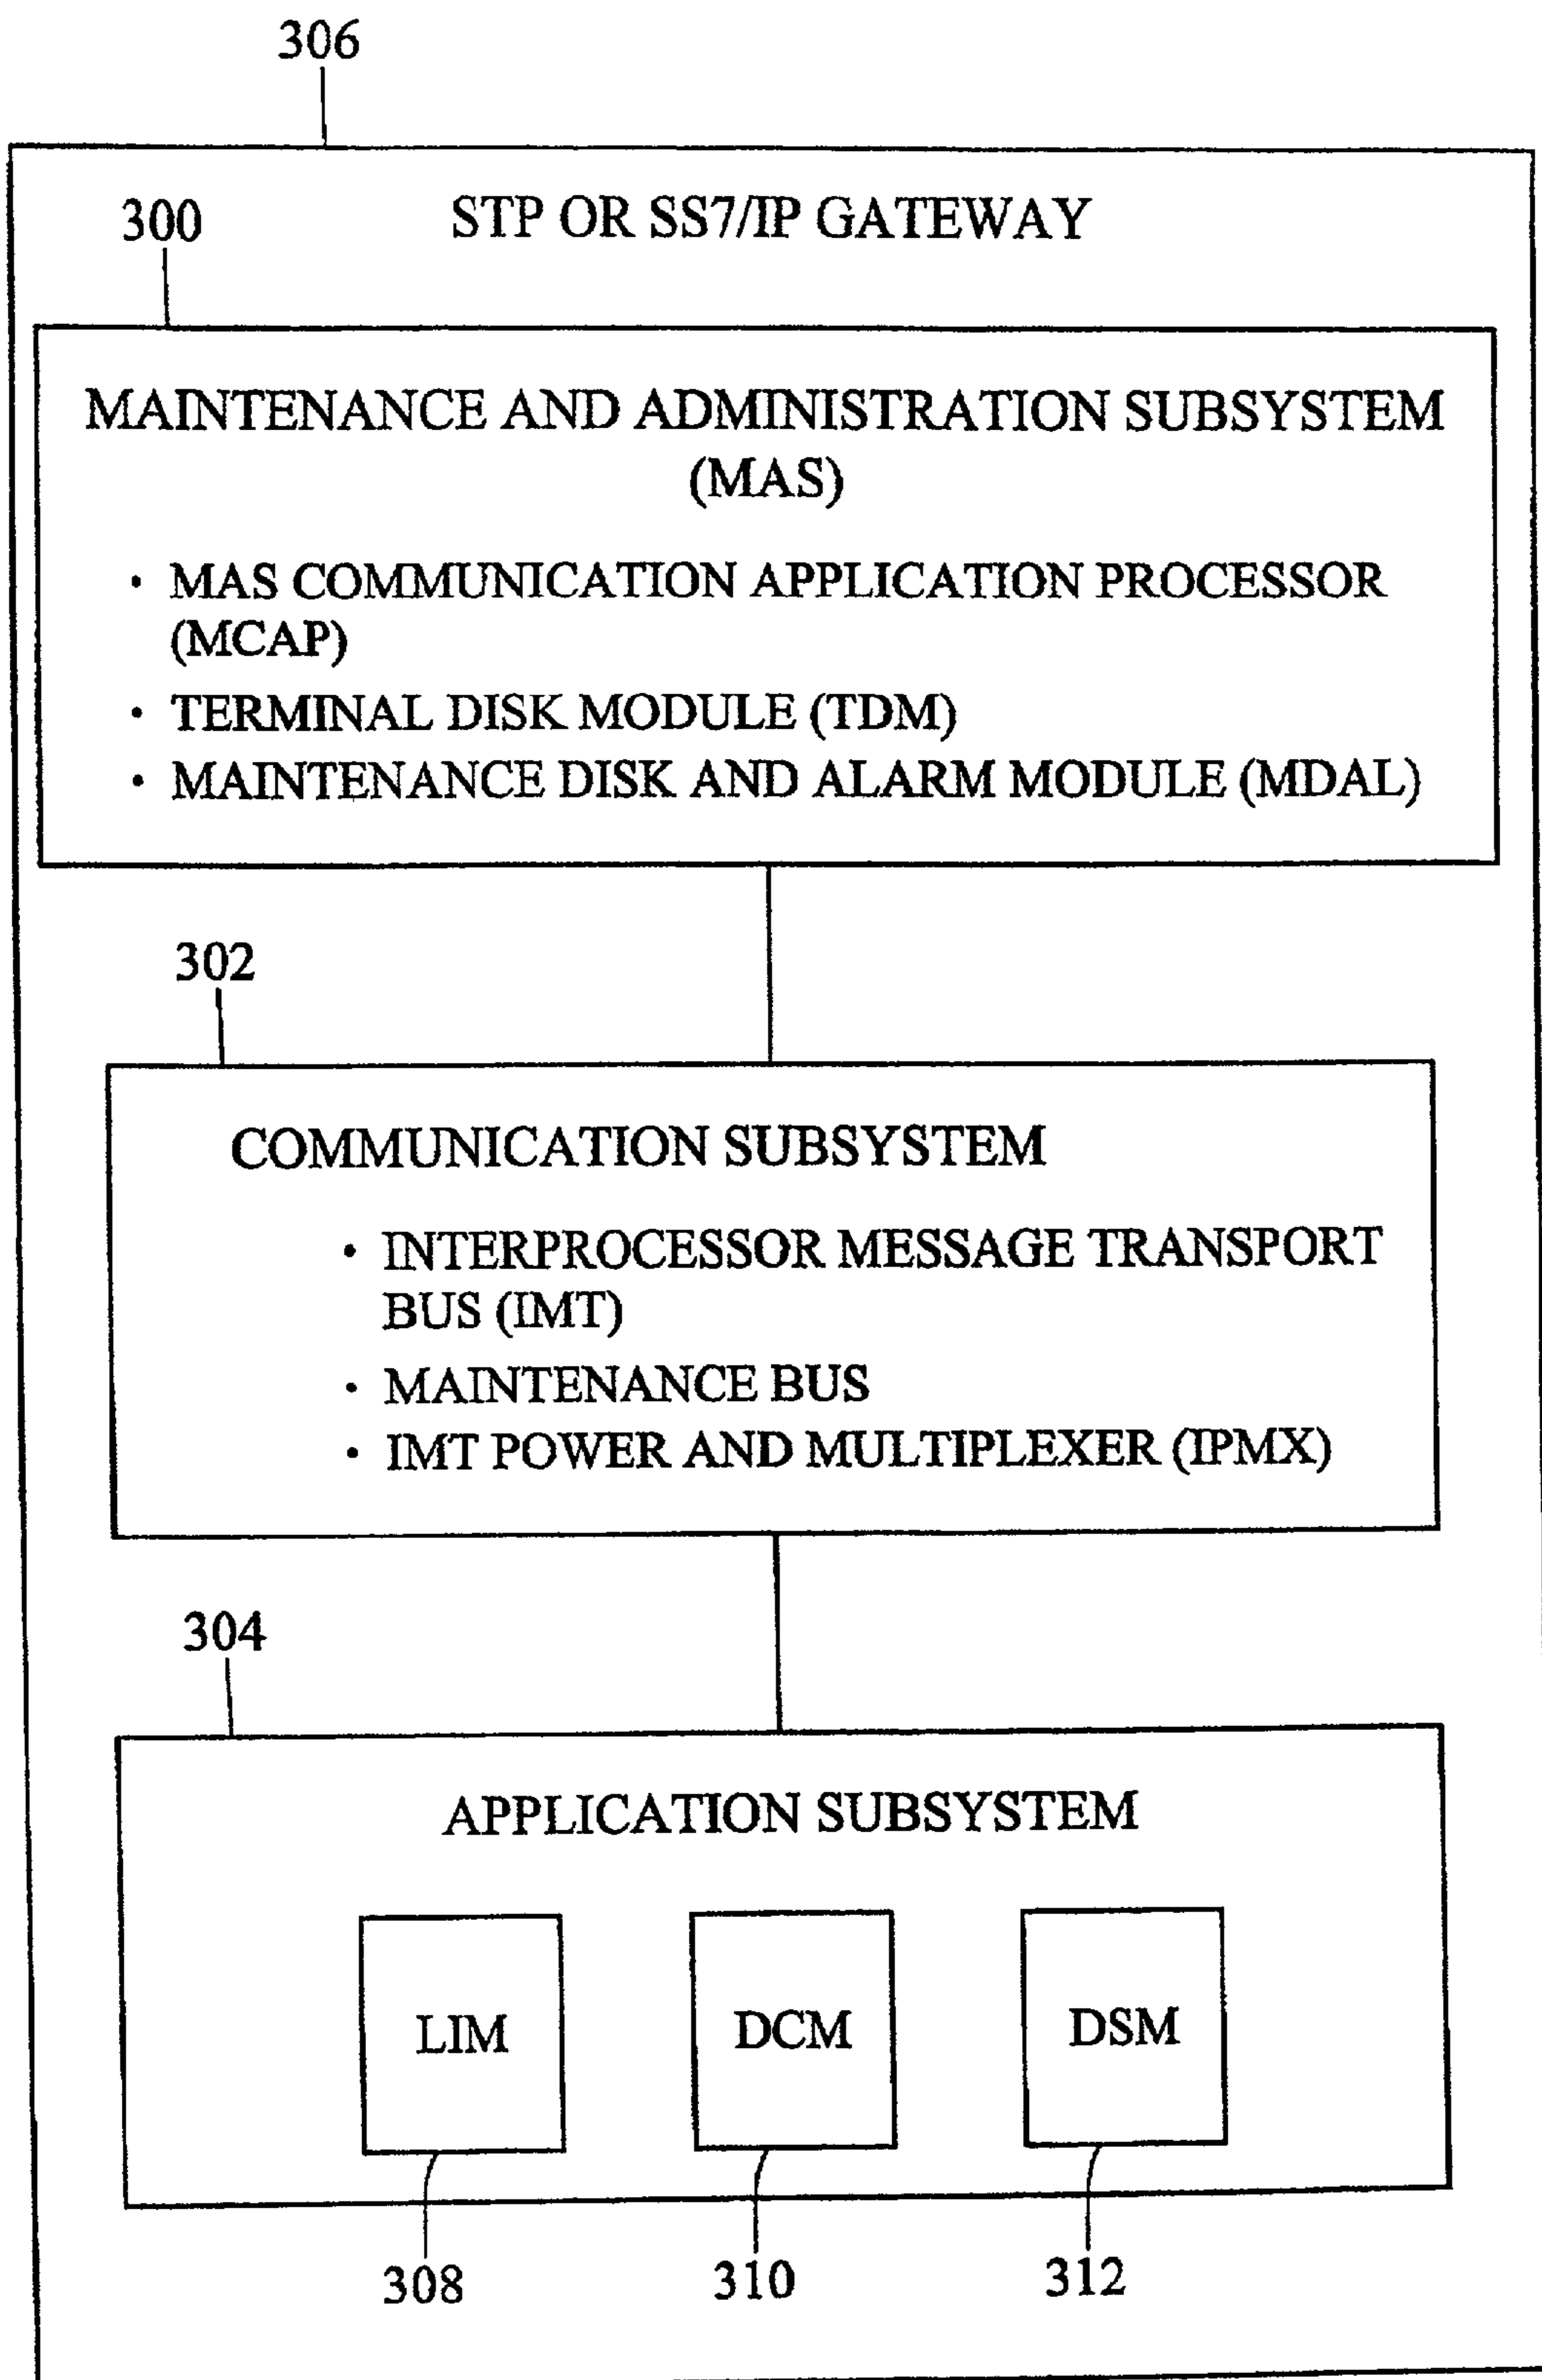 306
300
STP OR SS7/IP GATEWAY
MAINTENANCE AND ADMINISTRATION SUBSYSTEM
(MAS)
· MAS COMMUNICATION APPLICATION PROCESSOR
(MCAP)
· TERMINAL DISK MODULE (TDM)
· MAINTENANCE DISK AND ALARM MODULE (MDAL)
302
COMMUNICATION SUBSYSTEM
· INTERPROCESSOR MESSAGE TRANSPORT
BUS (IMT)
· MAINTENANCE BUS
· IMT POWER AND MULTIPLEXER (IPMX)
304
APPLICATION SUBSYSTEM
LIM
DCM
DSM
308
310
312